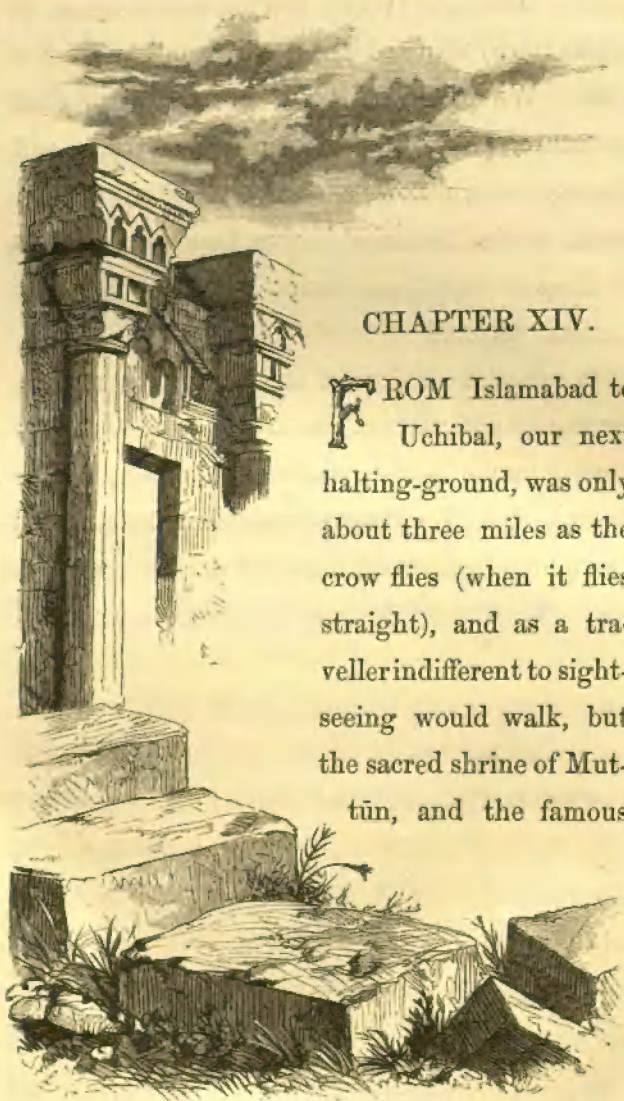 CHAPTER XIV.
FROM Islamabad to
Uchibal, our next
halting-ground, was only
about three miles as the
crow flies (when it flies
straight), and as a tra-
veller indifferent to sight-
seeing would walk, but
the sacred shrine of Mut-
tūn, and the famous